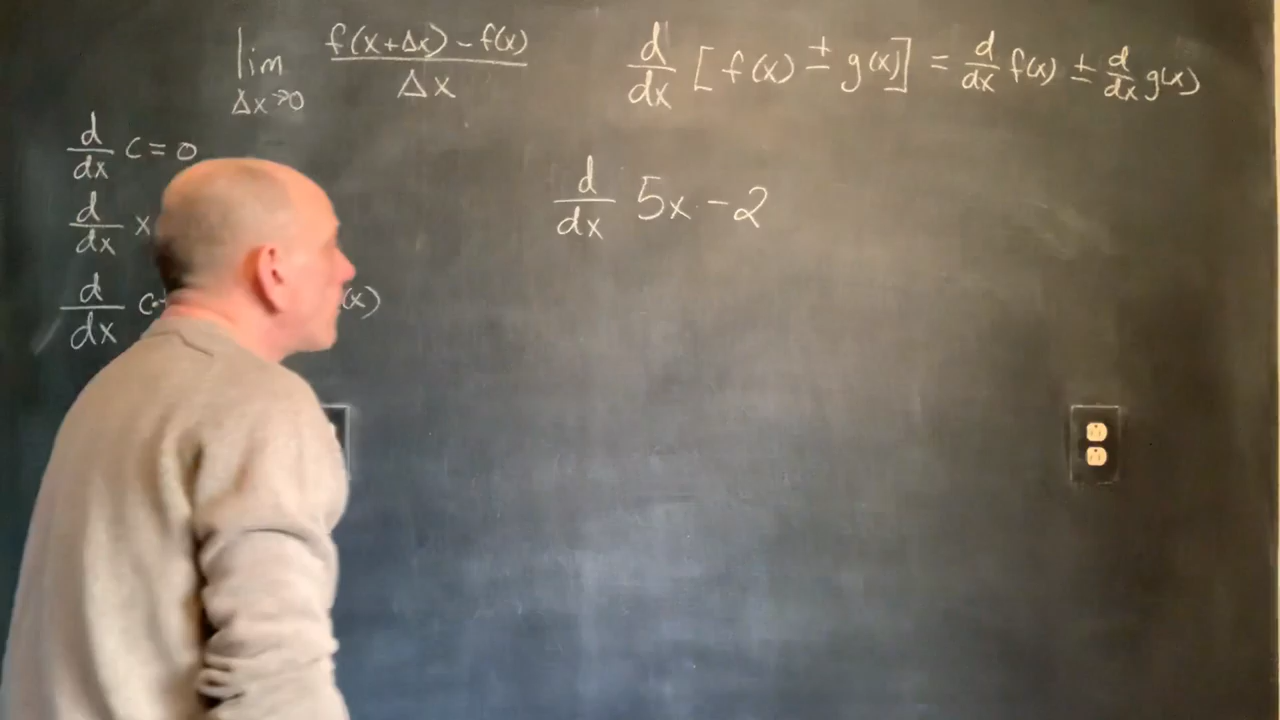 lim Δx→0 f(x+Δx) - f(x) / Δx
d/dx [f(x) ± g(x)] = d/dx f(x) ± d/dx g(x)
d/dx c = 0
d/dx x
d/dx 5x - 2
d/dx c· (x)